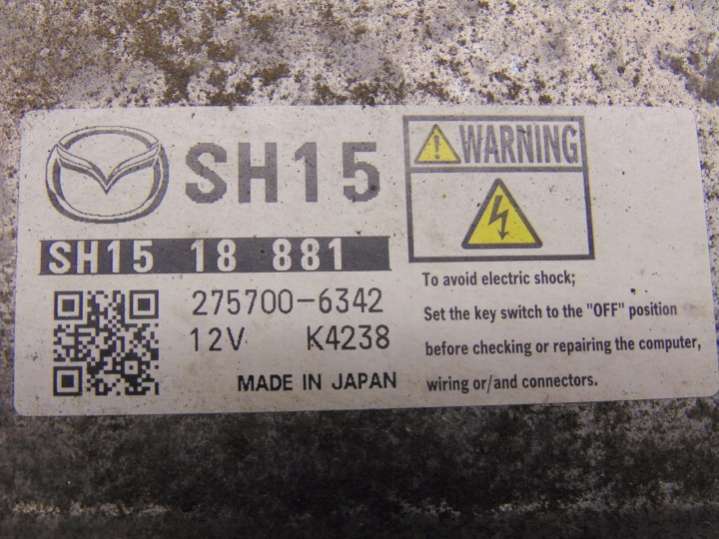 SH15
SH15 18 881
275700-6342
12V K4238
MADE IN JAPAN
WARNING
To avoid electric shock;
Set the key switch to the "OFF" position
before checking or repairing the computer,
wiring or/and connectors.